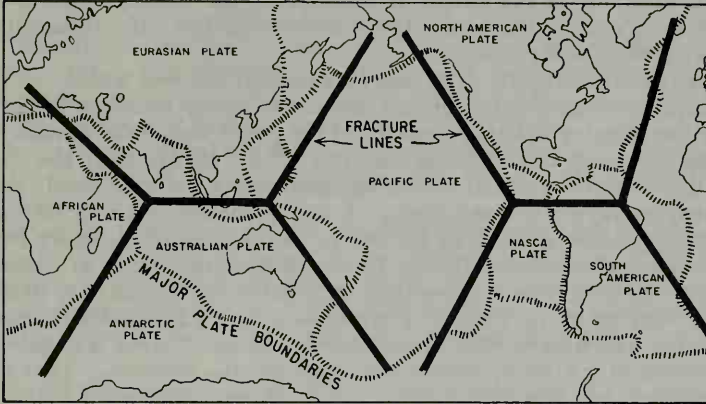 NORTH AMERICAN
PLATE
EURASIAN PLATE
FRACTURE
LINES
PACIFIC PLATE
AFRICAN
PLATE
AUSTRALIAN PLATE
NASCA
PLATE
SOUTH
AMERICAN
PLATE
MAJOR PLATE BOUNDARIES
ANTARCTIC
PLATE